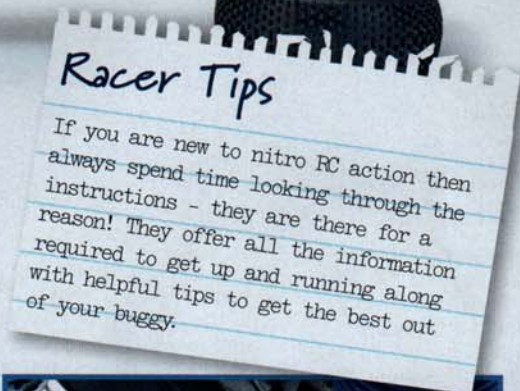 Racer Tips
If you are new to nitro RC action then
always spend time looking through the
instructions - they are there for a
reason! They offer all the information
required to get up and running along
with helpful tips to get the best out
of your buggy.